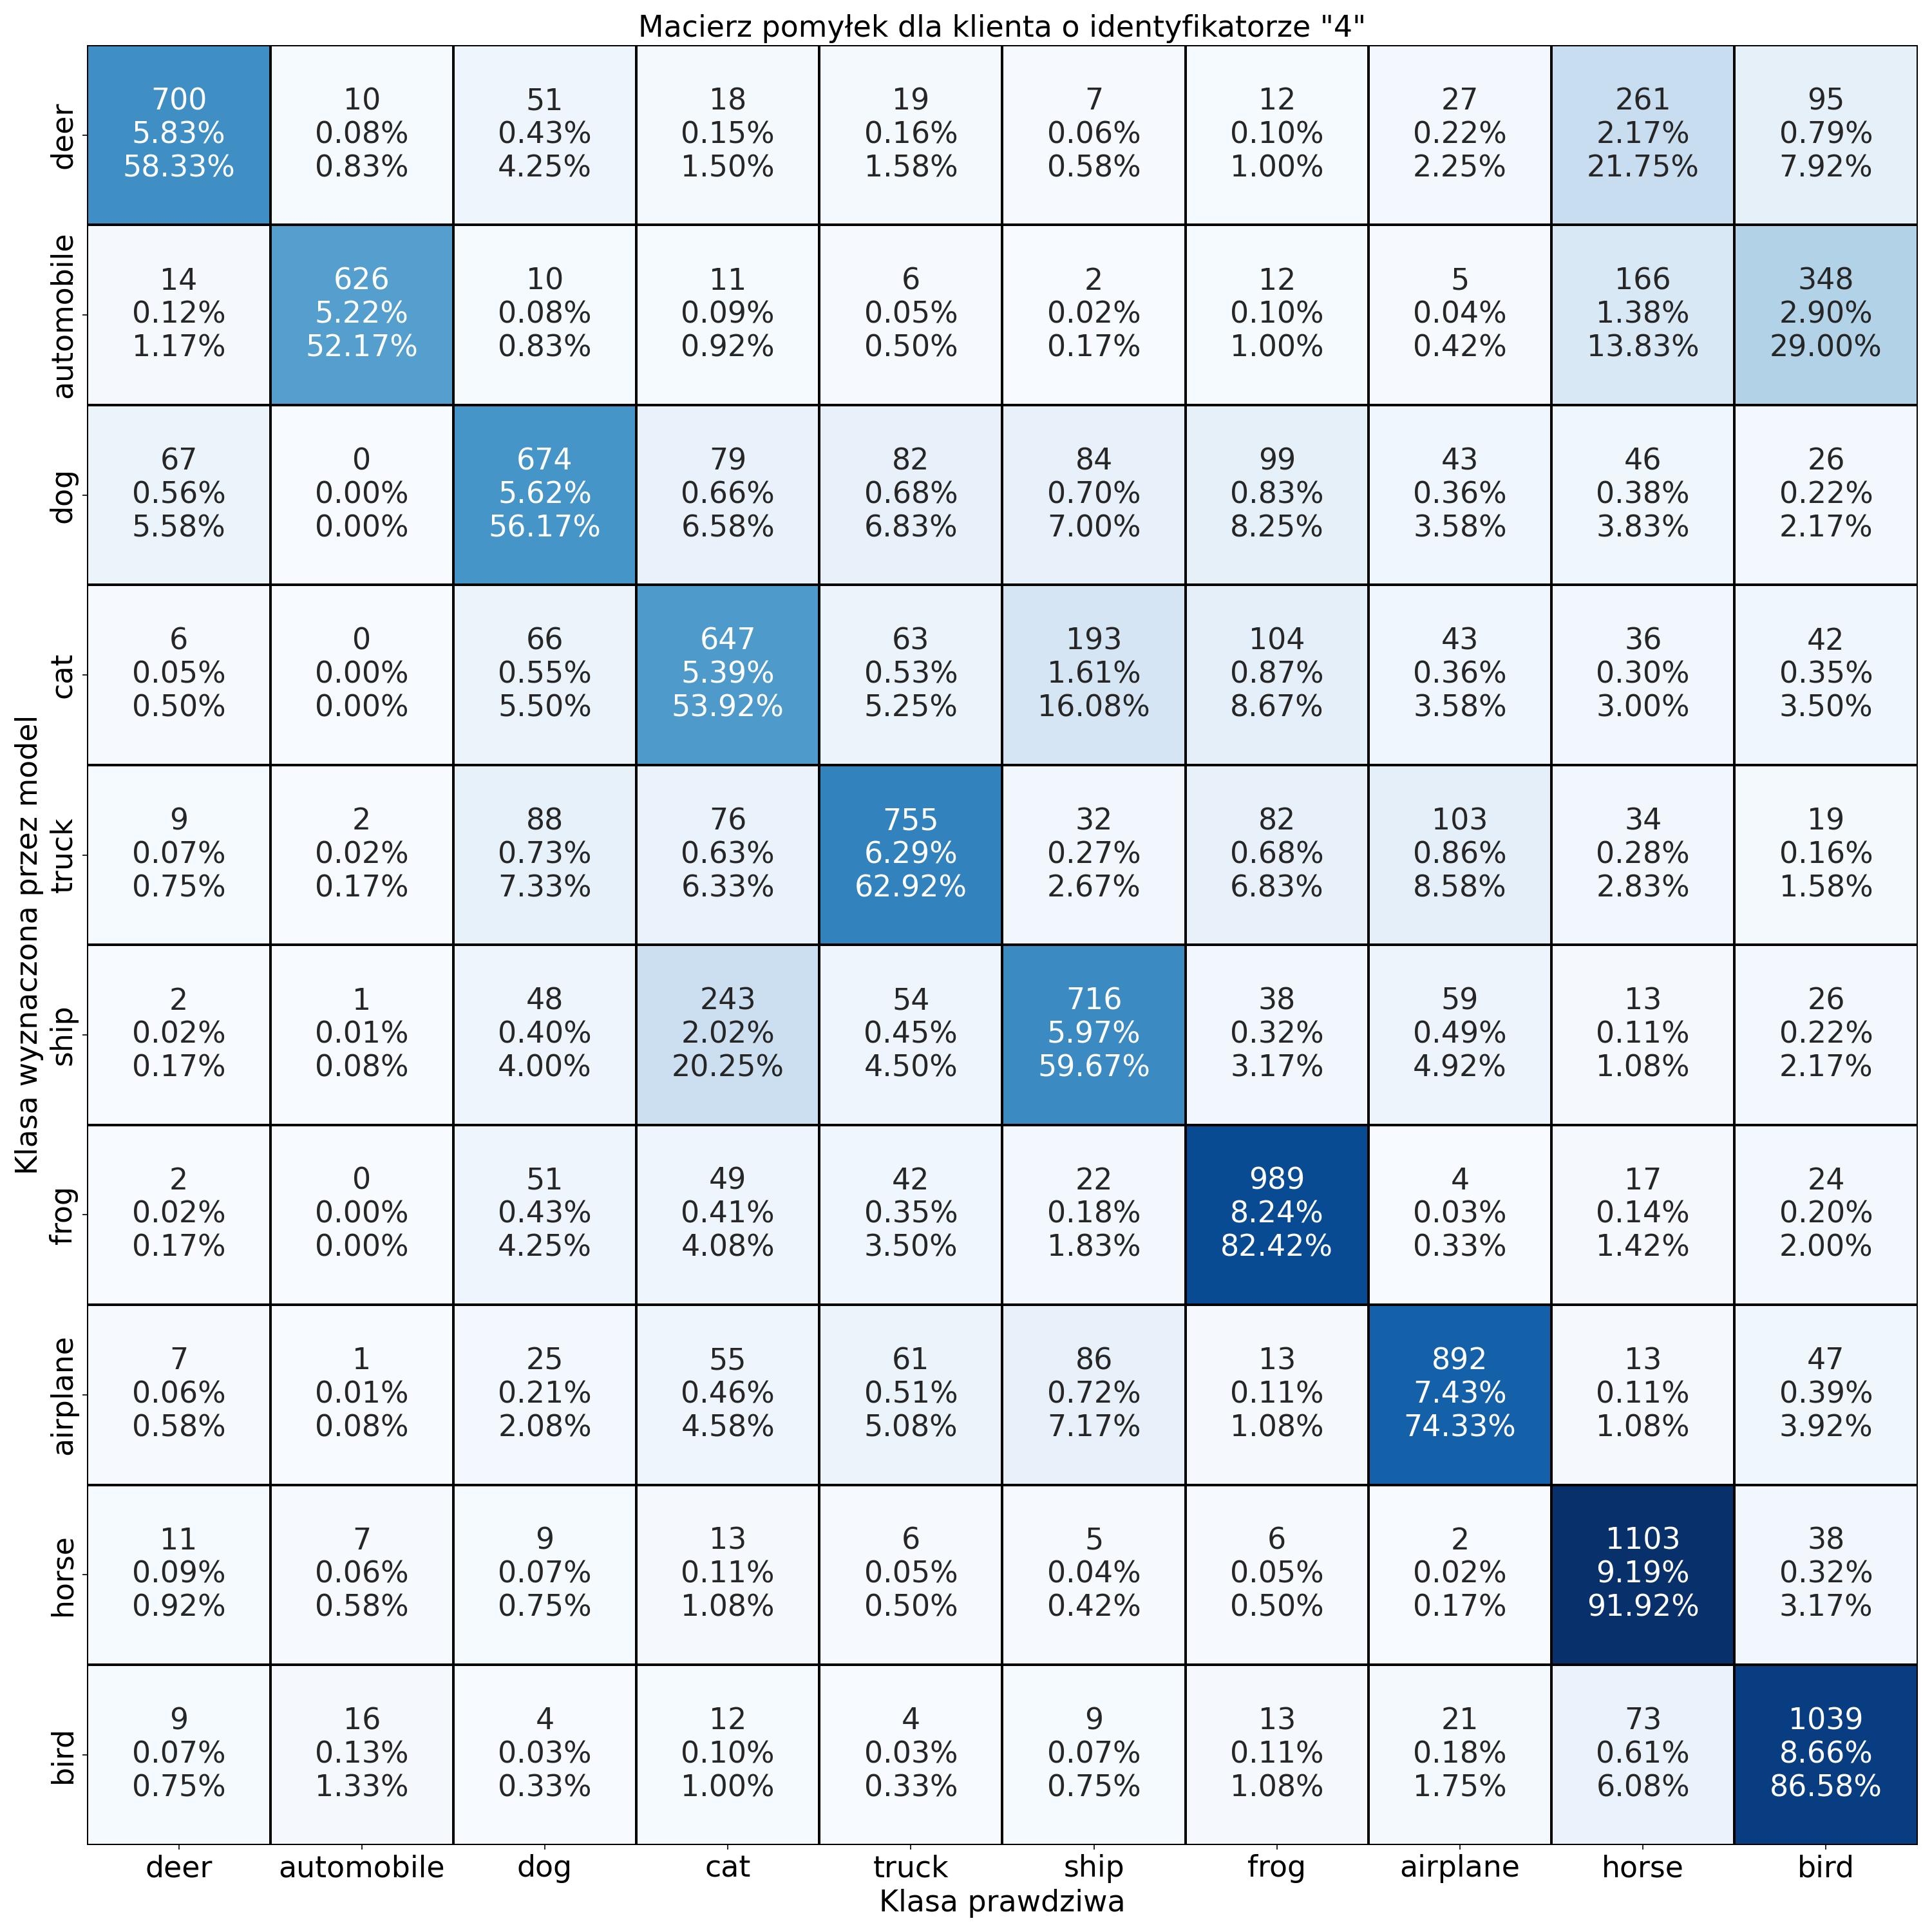 Macierz pomyłek dla klienta o identyfikatorze "4"
Klasa wyznaczona przez model
deer
700 10 51 18 19 7 12 27 261 95
5.83% 0.08% 0.43% 0.15% 0.16% 0.06% 0.10% 0.22% 2.17% 0.79%
58.33% 0.83% 4.25% 1.50% 1.58% 0.58% 1.00% 2.25% 21.75% 7.92%
automobile
14 626 10 11 6 2 12 5 166 348
0.12% 5.22% 0.08% 0.09% 0.05% 0.02% 0.10% 0.04% 1.38% 2.90%
1.17% 52.17% 0.83% 0.92% 0.50% 0.17% 1.00% 0.42% 13.83% 29.00%
dog
67 0 674 79 82 84 99 43 46 26
0.56% 0.00% 5.62% 0.66% 0.68% 0.70% 0.83% 0.36% 0.38% 0.22%
5.58% 0.00% 56.17% 6.58% 6.83% 7.00% 8.25% 3.58% 3.83% 2.17%
cat
6 0 66 647 63 193 104 43 36 42
0.05% 0.00% 0.55% 5.39% 0.53% 1.61% 0.87% 0.36% 0.30% 0.35%
0.50% 0.00% 5.50% 53.92% 5.25% 16.08% 8.67% 3.58% 3.00% 3.50%
truck
9 2 88 76 755 32 82 103 34 19
0.07% 0.02% 0.73% 0.63% 6.29% 0.27% 0.68% 0.86% 0.28% 0.16%
0.75% 0.17% 7.33% 6.33% 62.92% 2.67% 6.83% 8.58% 2.83% 1.58%
ship
2 1 48 243 54 716 38 59 13 26
0.02% 0.01% 0.40% 2.02% 0.45% 5.97% 0.32% 0.49% 0.11% 0.22%
0.17% 0.08% 4.00% 20.25% 4.50% 59.67% 3.17% 4.92% 1.08% 2.17%
frog
2 0 51 49 42 22 989 4 17 24
0.02% 0.00% 0.43% 0.41% 0.35% 0.18% 8.24% 0.03% 0.14% 0.20%
0.17% 0.00% 4.25% 4.08% 3.50% 1.83% 82.42% 0.33% 1.42% 2.00%
airplane
7 1 25 55 61 86 13 892 13 47
0.06% 0.01% 0.21% 0.46% 0.51% 0.72% 0.11% 7.43% 0.11% 0.39%
0.58% 0.08% 2.08% 4.58% 5.08% 7.17% 1.08% 74.33% 1.08% 3.92%
horse
11 7 9 13 6 5 6 2 1103 38
0.09% 0.06% 0.07% 0.11% 0.05% 0.04% 0.05% 0.02% 9.19% 0.32%
0.92% 0.58% 0.75% 1.08% 0.50% 0.42% 0.50% 0.17% 91.92% 3.17%
bird
9 16 4 12 4 9 13 21 73 1039
0.07% 0.13% 0.03% 0.10% 0.03% 0.07% 0.11% 0.18% 0.61% 8.66%
0.75% 1.33% 0.33% 1.00% 0.33% 0.75% 1.08% 1.75% 6.08% 86.58%
deer automobile dog cat truck ship frog airplane horse bird
Klasa prawdziwa